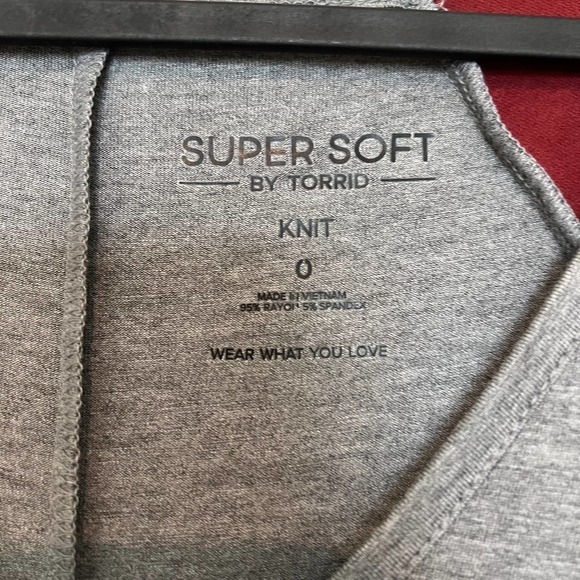 SUPER SOFT
BY TORRID
KNIT
0
MADE IN VIETNAM
95% RAYON 5% SPANDEX
WEAR WHAT YOU LOVE